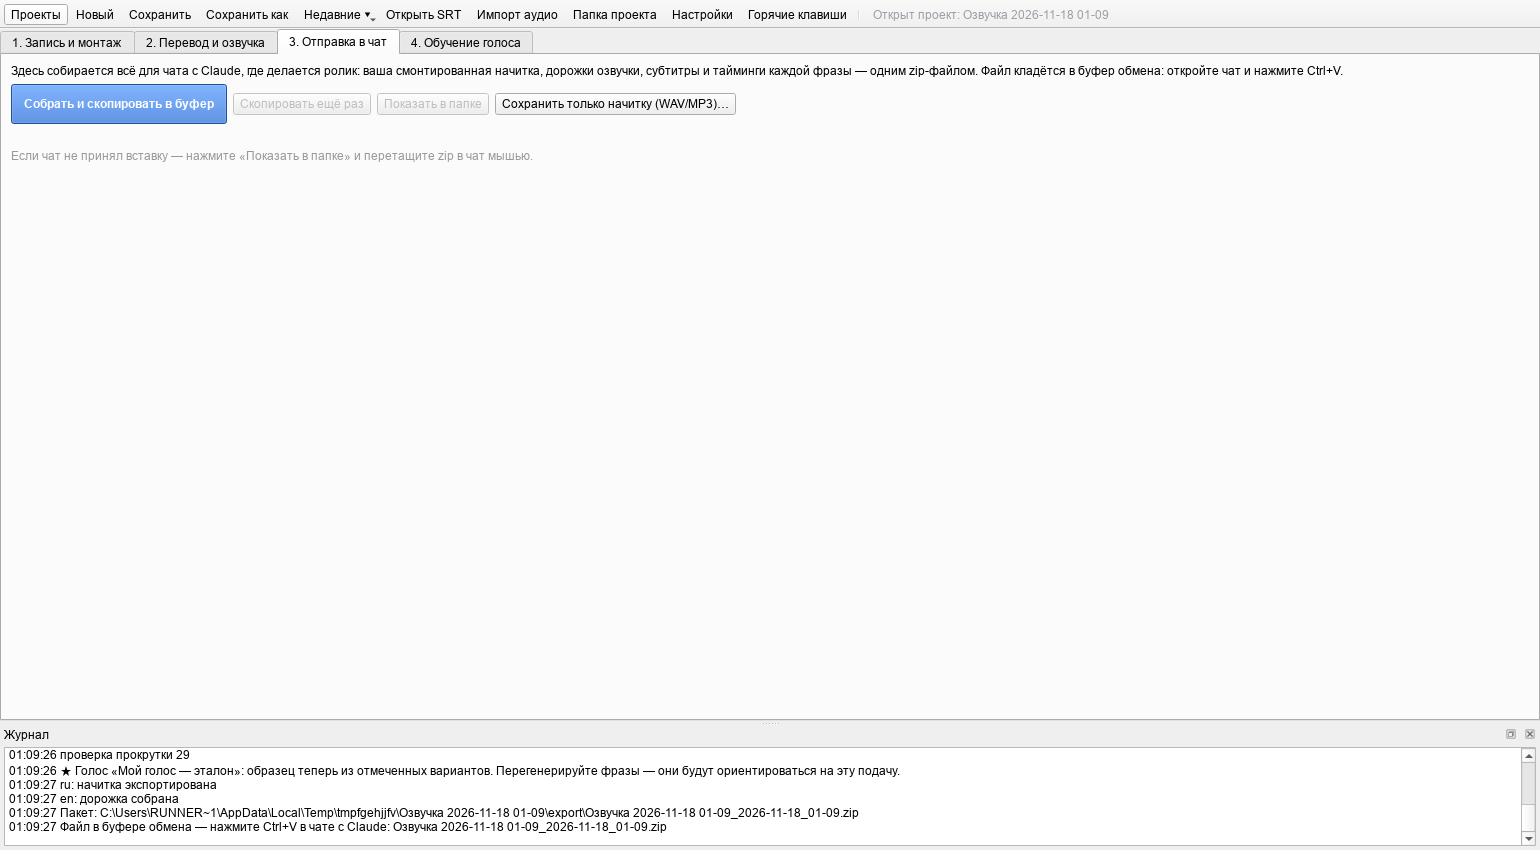 Проекты Новый Сохранить Сохранить как Недавние ▾ Открыть SRT Импорт аудио Папка проекта Настройки Горячие клавиши Открыт проект: Озвучка 2026-11-18 01-09
1. Запись и монтаж 2. Перевод и озвучка 3. Отправка в чат 4. Обучение голоса
Здесь собирается всё для чата с Claude, где делается ролик: ваша смонтированная начитка, дорожки озвучки, субтитры и тайминги каждой фразы — одним zip-файлом. Файл кладётся в буфер обмена: откройте чат и нажмите Ctrl+V.
Собрать и скопировать в буфер Скопировать ещё раз Показать в папке Сохранить только начитку (WAV/MP3)…
Если чат не принял вставку — нажмите «Показать в папке» и перетащите zip в чат мышью.
Журнал
01:09:26 проверка прокрутки 29
01:09:26 ★ Голос «Мой голос — эталон»: образец теперь из отмеченных вариантов. Перегенерируйте фразы — они будут ориентироваться на эту подачу.
01:09:27 ru: начитка экспортирована
01:09:27 en: дорожка собрана
01:09:27 Пакет: C:\Users\RUNNER~1\AppData\Local\Temp\tmpfgehjjfv\Озвучка 2026-11-18 01-09\export\Озвучка 2026-11-18 01-09_2026-11-18_01-09.zip
01:09:27 Файл в буфере обмена — нажмите Ctrl+V в чате с Claude: Озвучка 2026-11-18 01-09_2026-11-18_01-09.zip